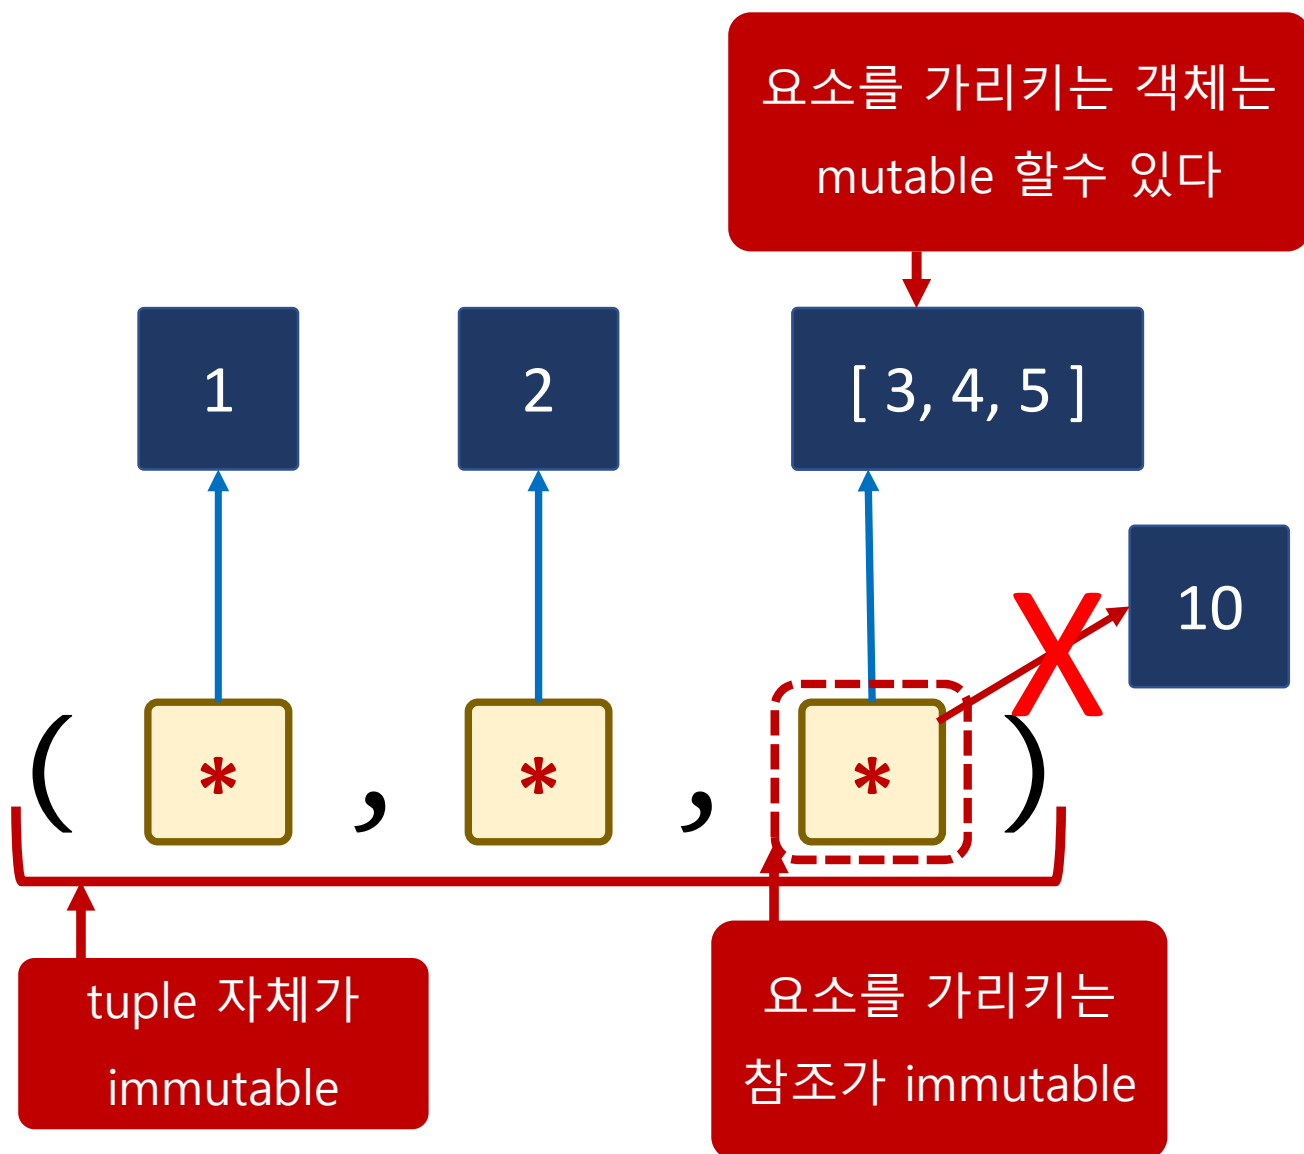 요소를 가리키는 객체는
mutable 할수 있다
1
2
[ 3, 4, 5 ]
10
X
( * , * , * )
tuple 자체가
immutable
요소를 가리키는
참조가 immutable